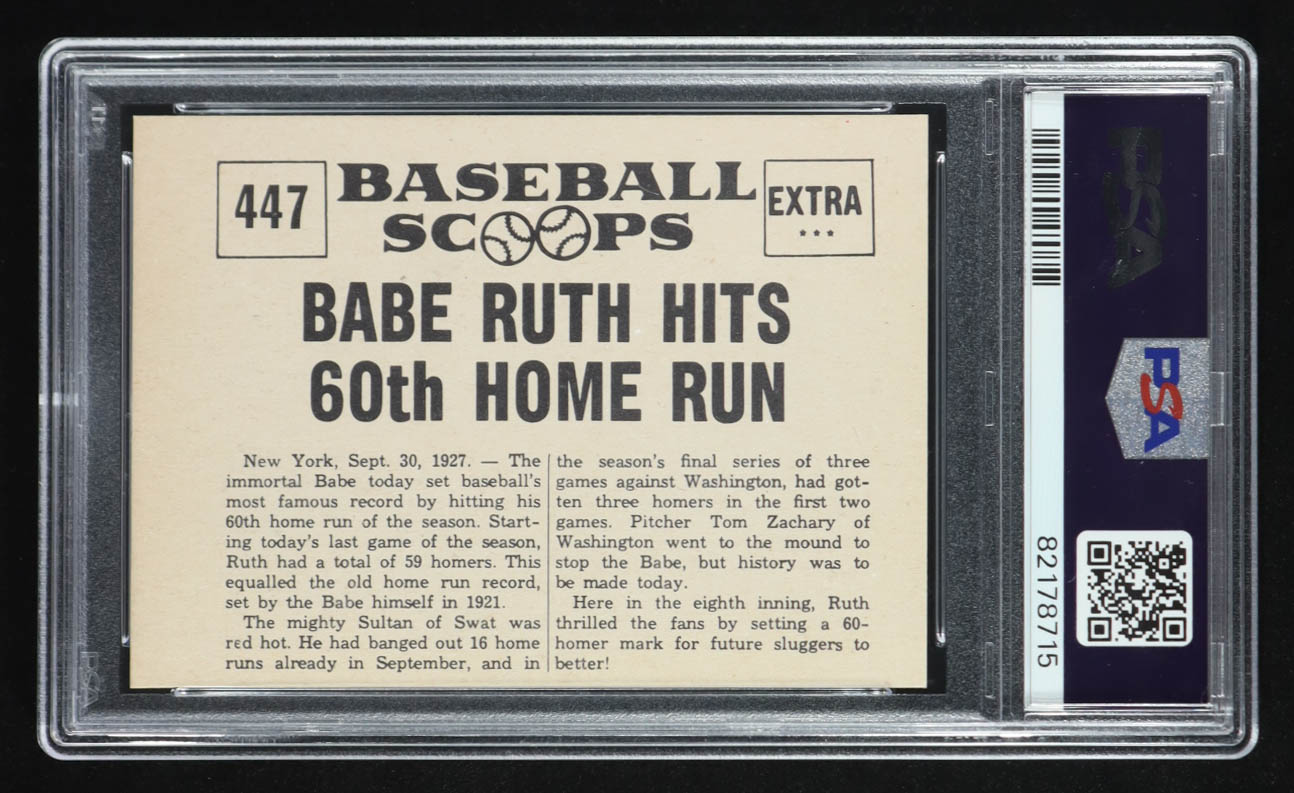 447
BASEBALL
SCOOPS
EXTRA
***
BABE RUTH HITS
60th HOME RUN
New York, Sept. 30, 1927. — The
immortal Babe today set baseball's
most famous record by hitting his
60th home run of the season. Start-
ing today's last game of the season,
Ruth had a total of 59 homers. This
equalled the old home run record,
set by the Babe himself in 1921.
The mighty Sultan of Swat was
red hot. He had banged out 16 home
runs already in September, and in
the season's final series of three
games against Washington, had got-
ten three homers in the first two
games. Pitcher Tom Zachary of
Washington went to the mound to
stop the Babe, but history was to
be made today.
Here in the eighth inning, Ruth
thrilled the fans by setting a 60-
homer mark for future sluggers to
better!
PSA
PSA
82178715
PSA